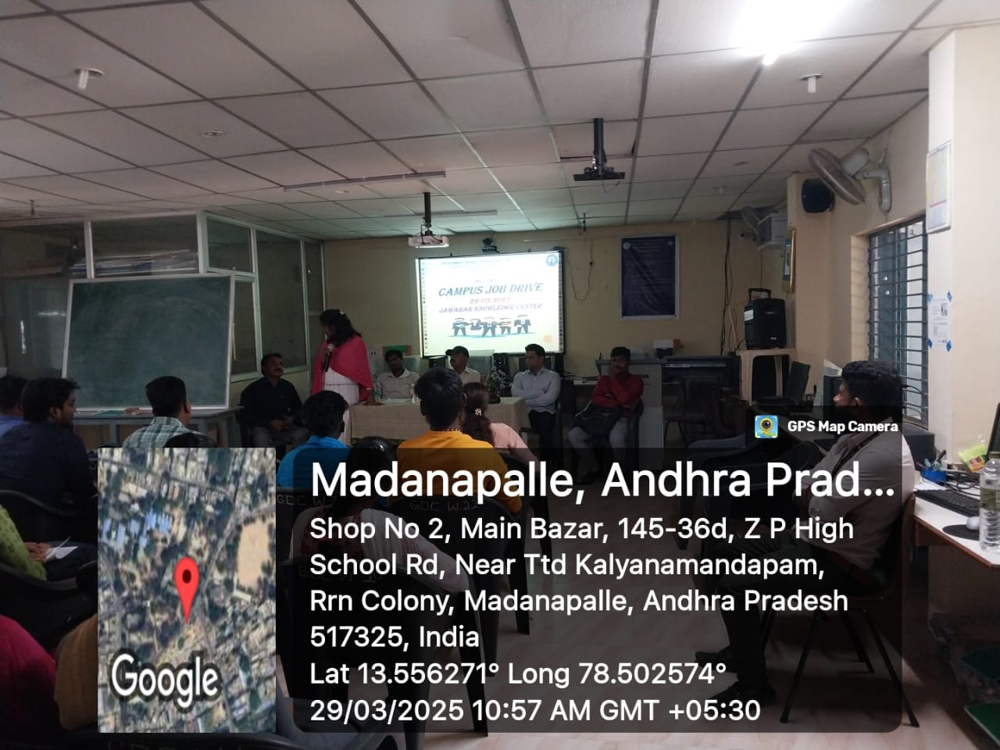 CAMPUS JOB DRIVE
29-03-2025
JAWAHAR KNOWLEDGE CENTER
GPS Map Camera
GDC W.
GDC W.
Madanapalle, Andhra Prad...
Shop No 2, Main Bazar, 145-36d, Z P High
School Rd, Near Ttd Kalyanamandapam,
Rrn Colony, Madanapalle, Andhra Pradesh
517325, India
Lat 13.556271° Long 78.502574°
29/03/2025 10:57 AM GMT +05:30
Google